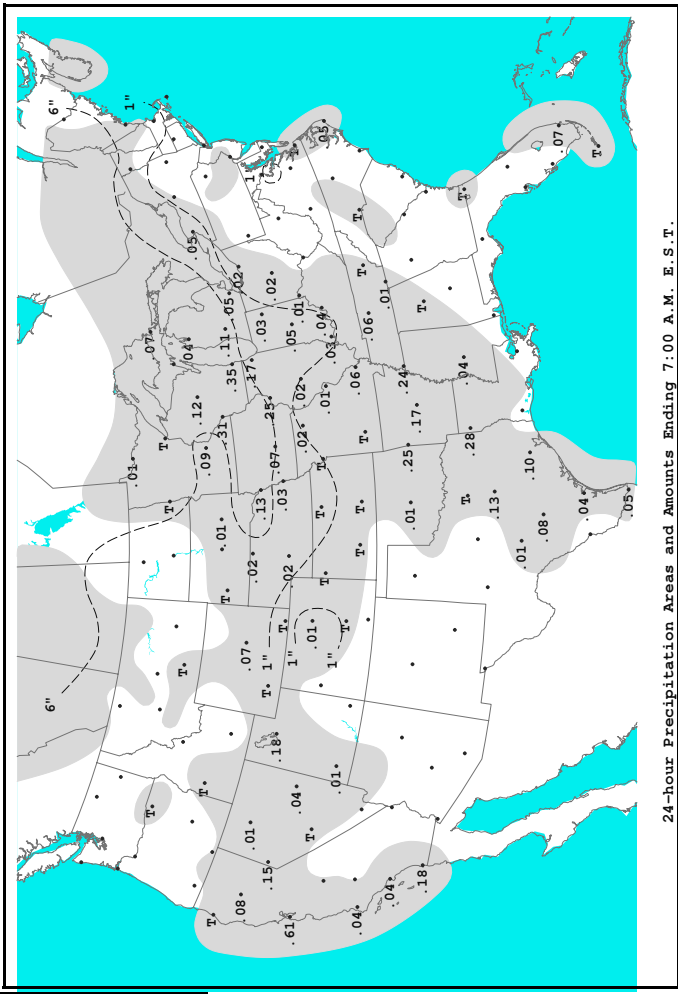 6"
6"
1"
.01
.07
T
T
T
T
.04
.05
.12
T
.09
T
.01
.31
.11
T
.05
.35
.02
.08
.07
.01
1
.17
.02
.13
.03
T
.15
1"
.25
.02
.07
.18
.03
T
.02
.61
.05
1"
T
.04
.01
.02
.02
T
.01
T
T
.04
.05
T
.01
.03
1"
.01
T
.06
.04
T
T
T
T
.06
.01
.04
.24
.25
.01
.17
.18
T
T
.04
T
.28
.13
.01
.10
.08
.07
.04
T
.05
24-hour Precipitation Areas and Amounts Ending 7:00 A.M. E.S.T.